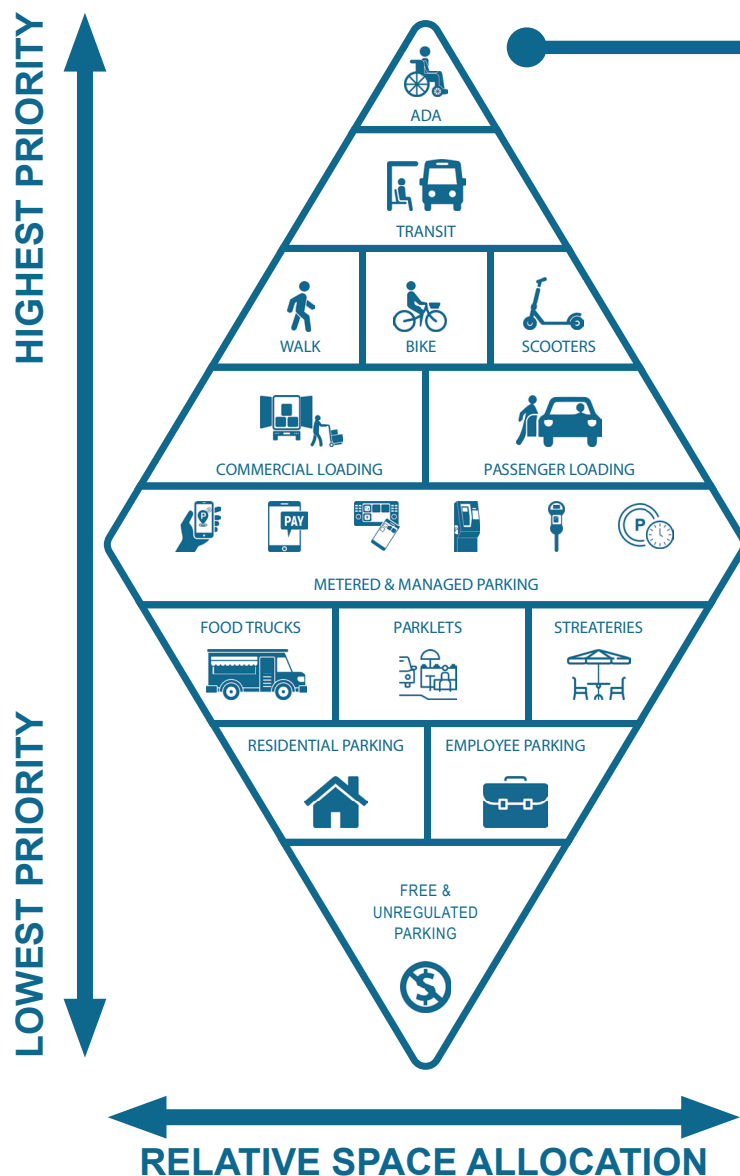 HIGHEST PRIORITY
LOWEST PRIORITY
ADA
TRANSIT
WALK
BIKE
SCOOTERS
COMMERCIAL LOADING
PASSENGER LOADING
P
PAY
P
METERED & MANAGED PARKING
FOOD TRUCKS
PARKLETS
STREATERIES
RESIDENTIAL PARKING
EMPLOYEE PARKING
FREE &
UNREGULATED
PARKING
$
RELATIVE SPACE ALLOCATION